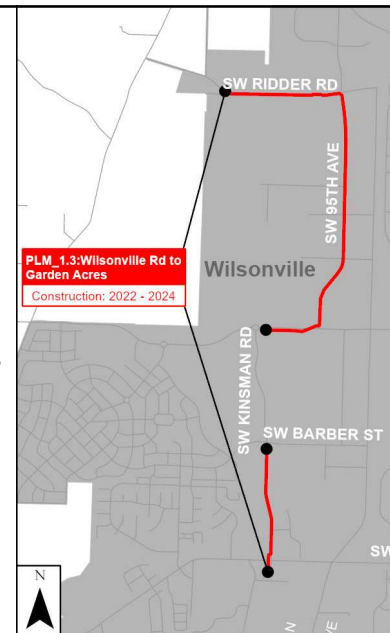 SW RIDDER RD
SW 95TH AVE
PLM_1.3:Wilsonville Rd to
Garden Acres
Construction: 2022 - 2024
Wilsonville
SW KINSMAN RD
SW BARBER ST
SW
N
N
VE